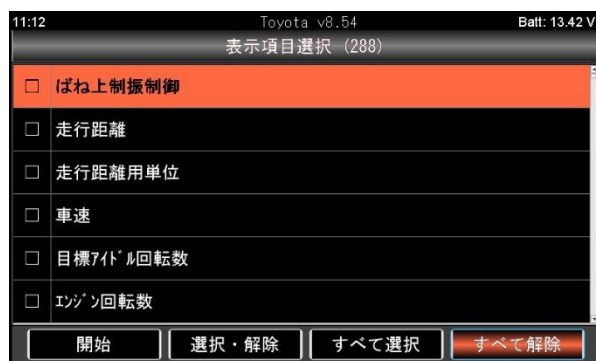 11:12 Toyota v8.54 Batt: 13.42 V
表示項目選択 (288)
ばね上制振制御
走行距離
走行距離用単位
車速
目標ｱｲﾄﾞﾙ回転数
ｴﾝｼﾞﾝ回転数
開始 選択・解除 すべて選択 すべて解除